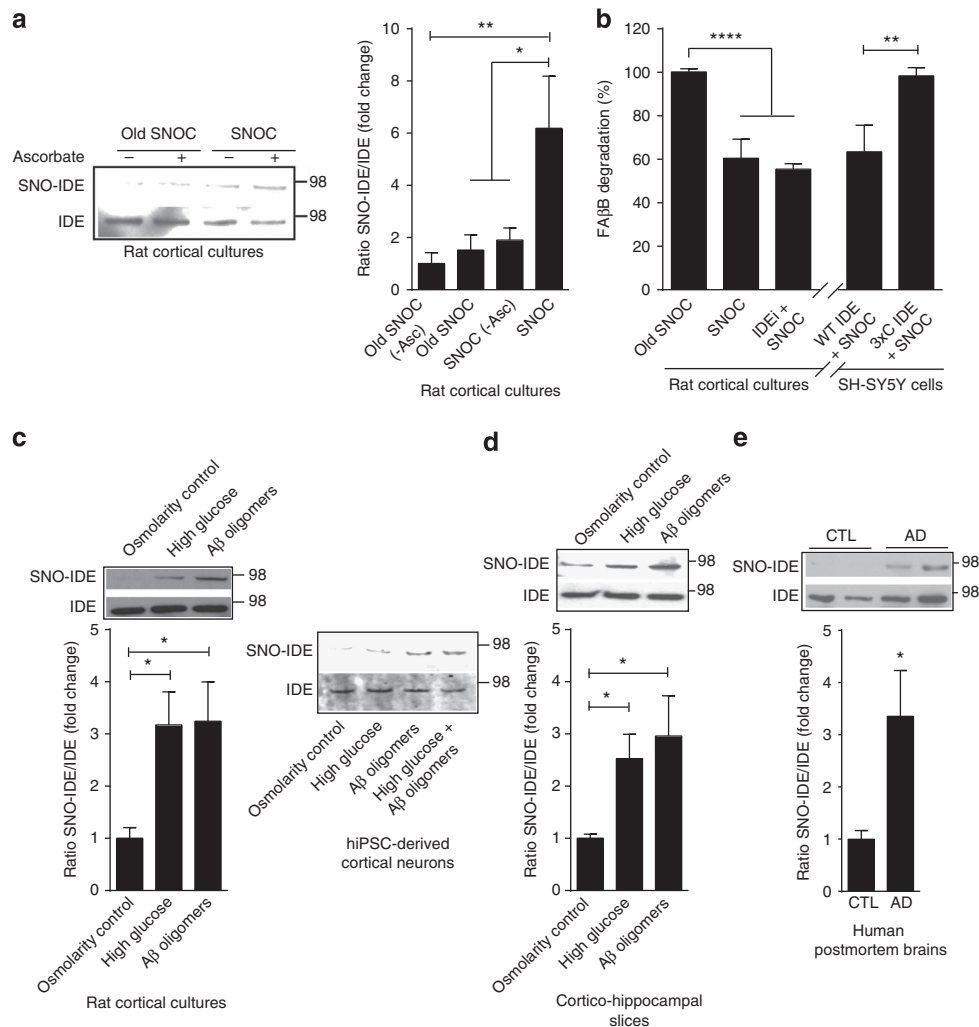 a
Old SNOC SNOC
Ascorbate – + – +
SNO-IDE
98
IDE
98
Rat cortical cultures
Ratio SNO-IDE/IDE (fold change)
10
8
6
4
2
0
**
*
Old SNOC
(-Asc)
Old SNOC
SNOC (-Asc)
SNOC
Rat cortical cultures
b
FAβB degradation (%)
120
100
80
60
40
20
0
****
**
Old SNOC
SNOC
IDEi +
SNOC
WT IDE
+ SNOC
3xC IDE
+ SNOC
Rat cortical cultures
SH-SY5Y cells
c
Osmolarity control
High glucose
Aβ oligomers
SNO-IDE
98
IDE
98
Ratio SNO-IDE/IDE (fold change)
5
4
3
2
1
0
*
*
Osmolarity control
High glucose
Aβ oligomers
Rat cortical cultures
SNO-IDE
98
IDE
98
Osmolarity control
High glucose
Aβ oligomers
High glucose +
Aβ oligomers
hiPSC-derived
cortical neurons
d
Osmolarity control
High glucose
Aβ oligomers
SNO-IDE
98
IDE
98
Ratio SNO-IDE/IDE (fold change)
5
4
3
2
1
0
*
*
Osmolarity control
High glucose
Aβ oligomers
Cortico-hippocampal
slices
e
CTL AD
SNO-IDE
98
IDE
98
Ratio SNO-IDE/IDE (fold change)
5
4
3
2
1
0
*
CTL AD
Human
postmortem brains